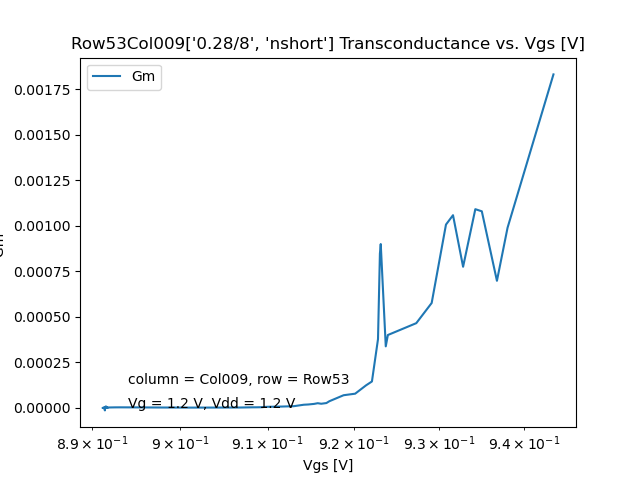 Row53Col009['0.28/8', 'nshort'] Transconductance vs. Vgs [V]
Gm
0.00175
0.00150
0.00125
0.00100
0.00075
0.00050
0.00025
0.00000
column = Col009, row = Row53
Vg = 1.2 V, Vdd = 1.2 V
8.9 × 10⁻¹ 9 × 10⁻¹ 9.1 × 10⁻¹ 9.2 × 10⁻¹ 9.3 × 10⁻¹ 9.4 × 10⁻¹
Vgs [V]